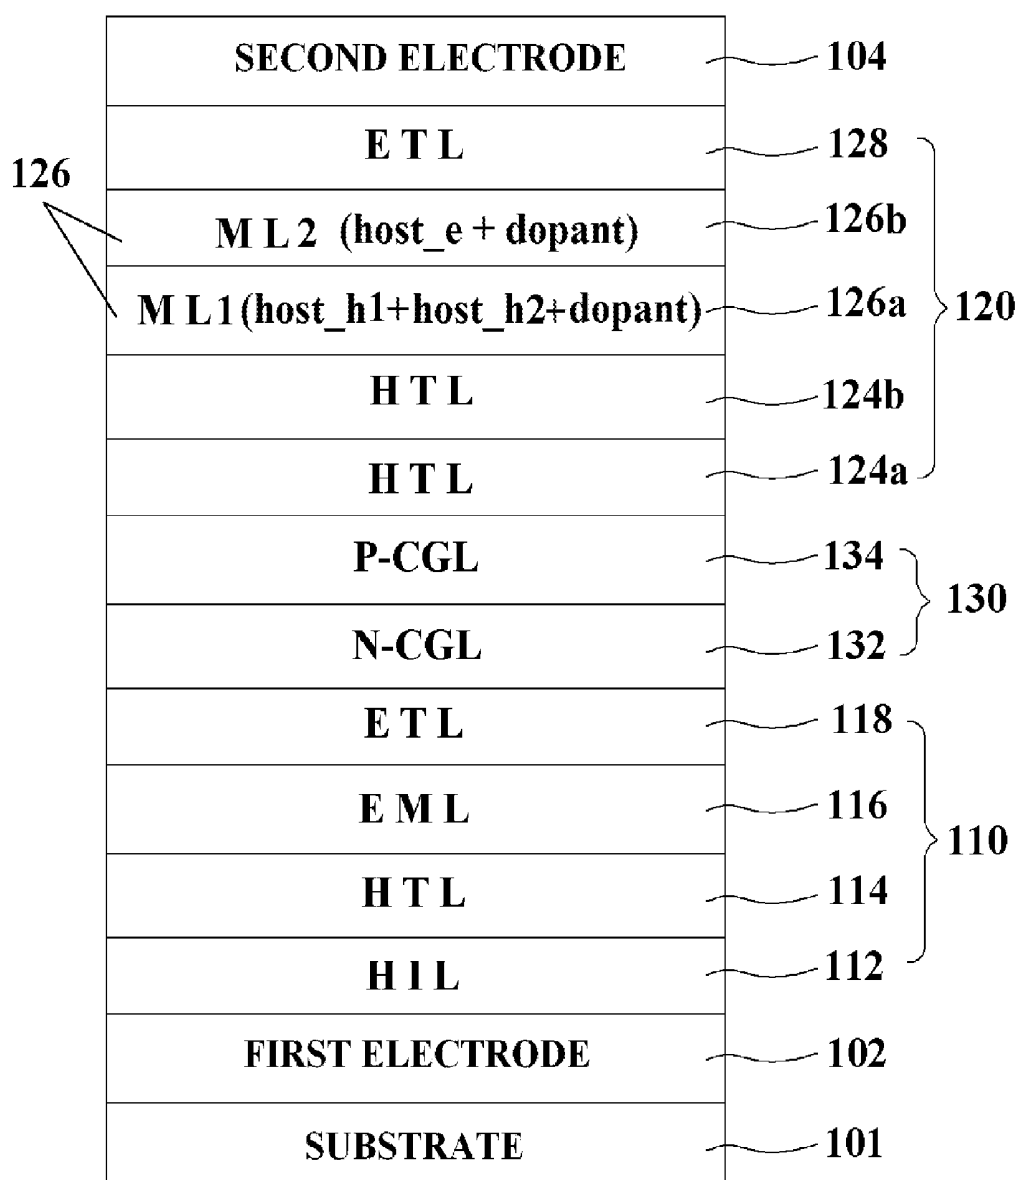 SECOND ELECTRODE 104
E T L 128
126
M L 2 (host_e + dopant) 126b
M L1 (host_h1+host_h2+dopant) 126a
120
H T L 124b
H T L 124a
P-CGL 134
130
N-CGL 132
E T L 118
E M L 116
110
H T L 114
H I L 112
FIRST ELECTRODE 102
SUBSTRATE 101